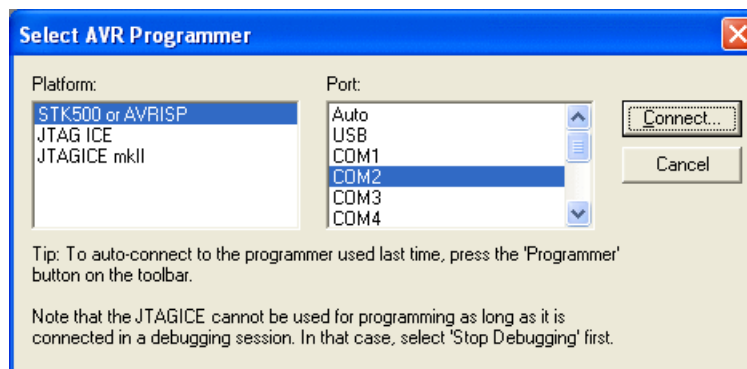 Select AVR Programmer
Platform:
STK500 or AVRISP
JTAG ICE
JTAGICE mkII
Port:
Auto
USB
COM1
COM2
COM3
COM4
Connect...
Cancel
Tip: To auto-connect to the programmer used last time, press the 'Programmer'
button on the toolbar.
Note that the JTAGICE cannot be used for programming as long as it is
connected in a debugging session. In that case, select 'Stop Debugging' first.